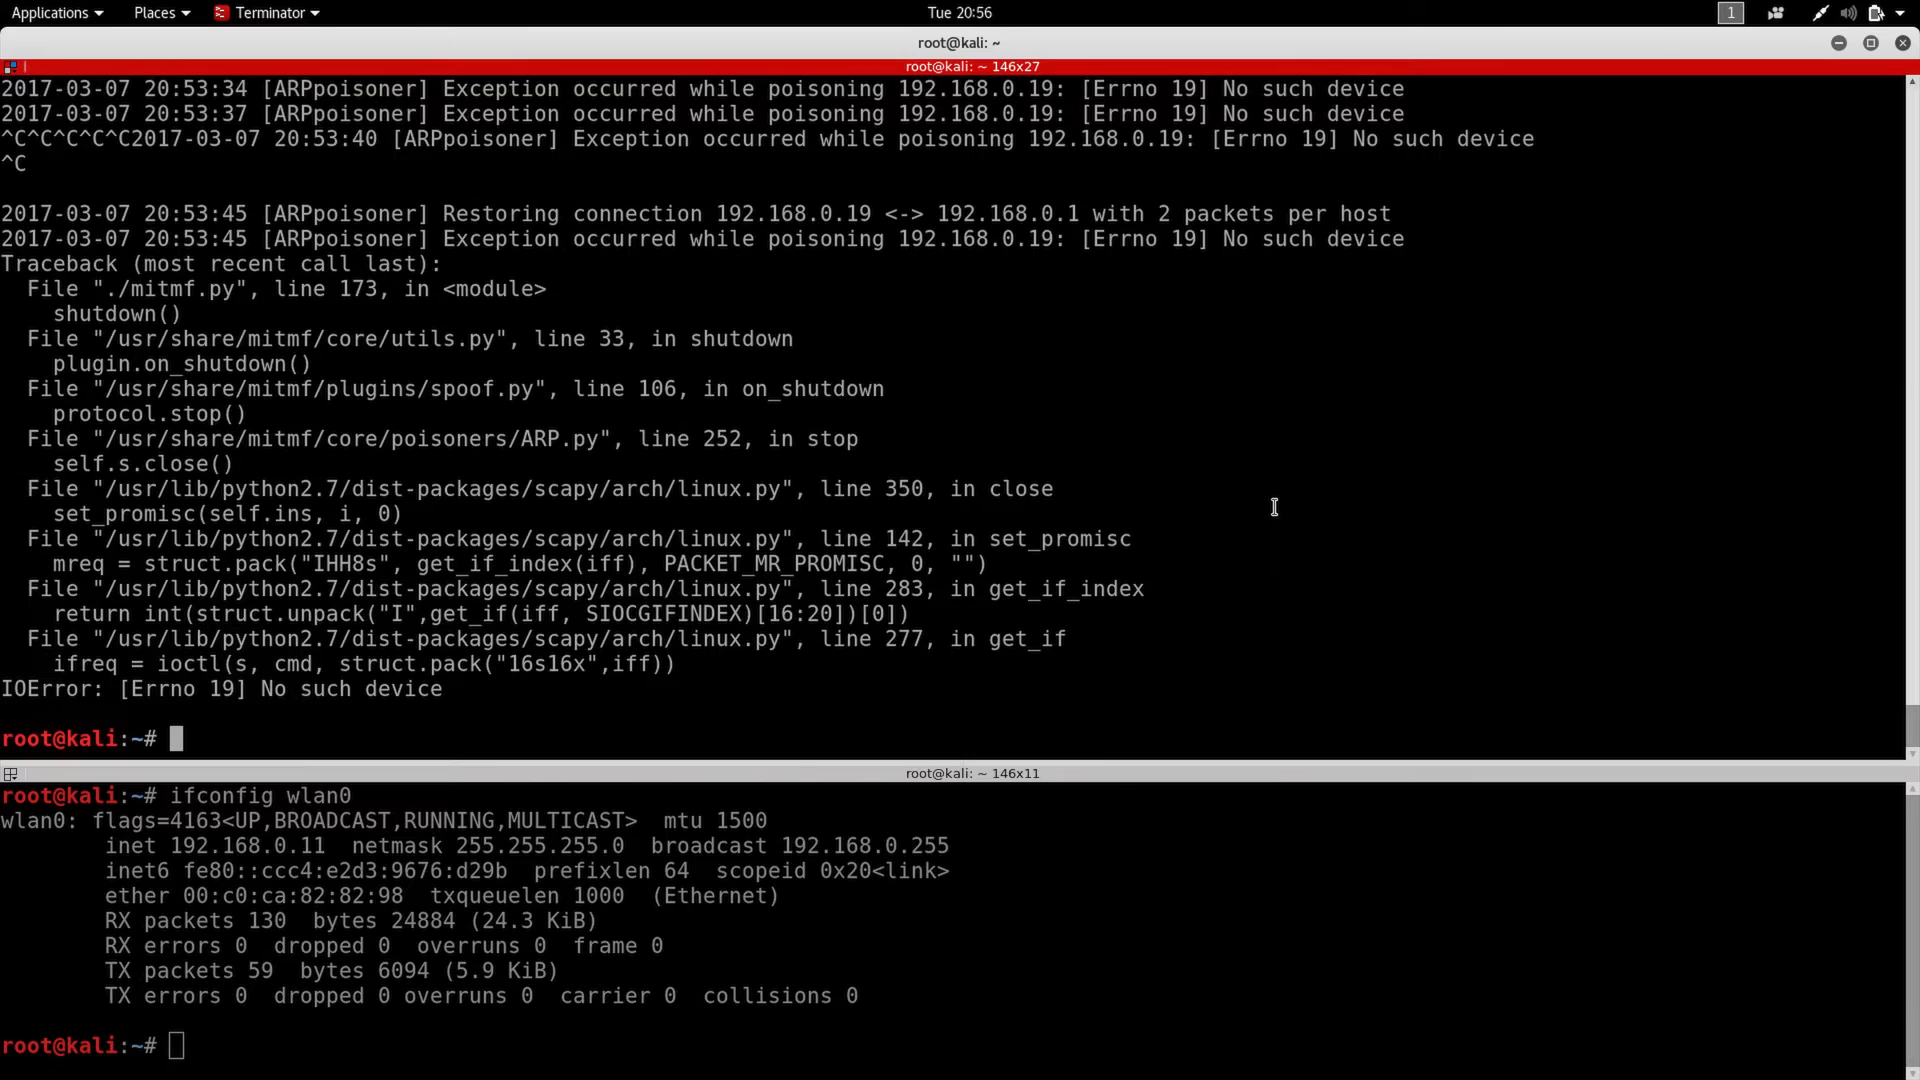 Applications Places Terminator Tue 20:56 1
root@kali: ~
root@kali: ~ 146x27
2017-03-07 20:53:34 [ARPpoisoner] Exception occurred while poisoning 192.168.0.19: [Errno 19] No such device
2017-03-07 20:53:37 [ARPpoisoner] Exception occurred while poisoning 192.168.0.19: [Errno 19] No such device
^C^C^C^C^C2017-03-07 20:53:40 [ARPpoisoner] Exception occurred while poisoning 192.168.0.19: [Errno 19] No such device
^C
2017-03-07 20:53:45 [ARPpoisoner] Restoring connection 192.168.0.19 <-> 192.168.0.1 with 2 packets per host
2017-03-07 20:53:45 [ARPpoisoner] Exception occurred while poisoning 192.168.0.19: [Errno 19] No such device
Traceback (most recent call last):
  File "./mitmf.py", line 173, in <module>
    shutdown()
  File "/usr/share/mitmf/core/utils.py", line 33, in shutdown
    plugin.on_shutdown()
  File "/usr/share/mitmf/plugins/spoof.py", line 106, in on_shutdown
    protocol.stop()
  File "/usr/share/mitmf/core/poisoners/ARP.py", line 252, in stop
    self.s.close()
  File "/usr/lib/python2.7/dist-packages/scapy/arch/linux.py", line 350, in close
    set_promisc(self.ins, i, 0)
  File "/usr/lib/python2.7/dist-packages/scapy/arch/linux.py", line 142, in set_promisc
    mreq = struct.pack("IHH8s", get_if_index(iff), PACKET_MR_PROMISC, 0, "")
  File "/usr/lib/python2.7/dist-packages/scapy/arch/linux.py", line 283, in get_if_index
    return int(struct.unpack("I",get_if(iff, SIOCGIFINDEX)[16:20])[0])
  File "/usr/lib/python2.7/dist-packages/scapy/arch/linux.py", line 277, in get_if
    ifreq = ioctl(s, cmd, struct.pack("16s16x",iff))
IOError: [Errno 19] No such device
root@kali:~#
root@kali: ~ 146x11
root@kali:~# ifconfig wlan0
wlan0: flags=4163<UP,BROADCAST,RUNNING,MULTICAST>  mtu 1500
        inet 192.168.0.11  netmask 255.255.255.0  broadcast 192.168.0.255
        inet6 fe80::ccc4:e2d3:9676:d29b  prefixlen 64  scopeid 0x20<link>
        ether 00:c0:ca:82:82:98  txqueuelen 1000  (Ethernet)
        RX packets 130  bytes 24884 (24.3 KiB)
        RX errors 0  dropped 0  overruns 0  frame 0
        TX packets 59  bytes 6094 (5.9 KiB)
        TX errors 0  dropped 0 overruns 0  carrier 0  collisions 0
root@kali:~#